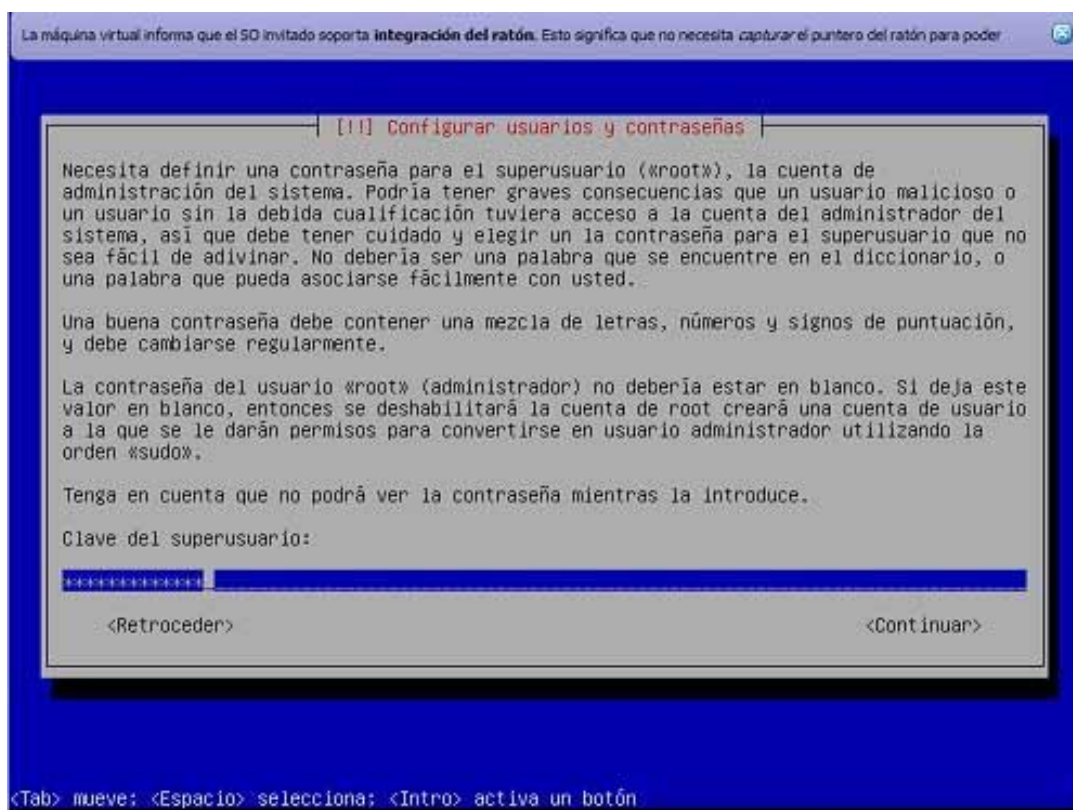 La máquina virtual informa que el SO invitado soporta integración del ratón. Esto significa que no necesita capturar el puntero del ratón para poder
[!!] Configurar usuarios y contraseñas
Necesita definir una contraseña para el superusuario («root»), la cuenta de
administración del sistema. Podría tener graves consecuencias que un usuario malicioso o
un usuario sin la debida cualificación tuviera acceso a la cuenta del administrador del
sistema, así que debe tener cuidado y elegir un la contraseña para el superusuario que no
sea fácil de adivinar. No debería ser una palabra que se encuentre en el diccionario, o
una palabra que pueda asociarse fácilmente con usted.
Una buena contraseña debe contener una mezcla de letras, números y signos de puntuación,
y debe cambiarse regularmente.
La contraseña del usuario «root» (administrador) no debería estar en blanco. Si deja este
valor en blanco, entonces se deshabilitará la cuenta de root creará una cuenta de usuario
a la que se le darán permisos para convertirse en usuario administrador utilizando la
orden «sudo».
Tenga en cuenta que no podrá ver la contraseña mientras la introduce.
Clave del superusuario:
*************
<Retroceder> <Continuar>
<Tab> mueve; <Espacio> selecciona; <Intro> activa un botón